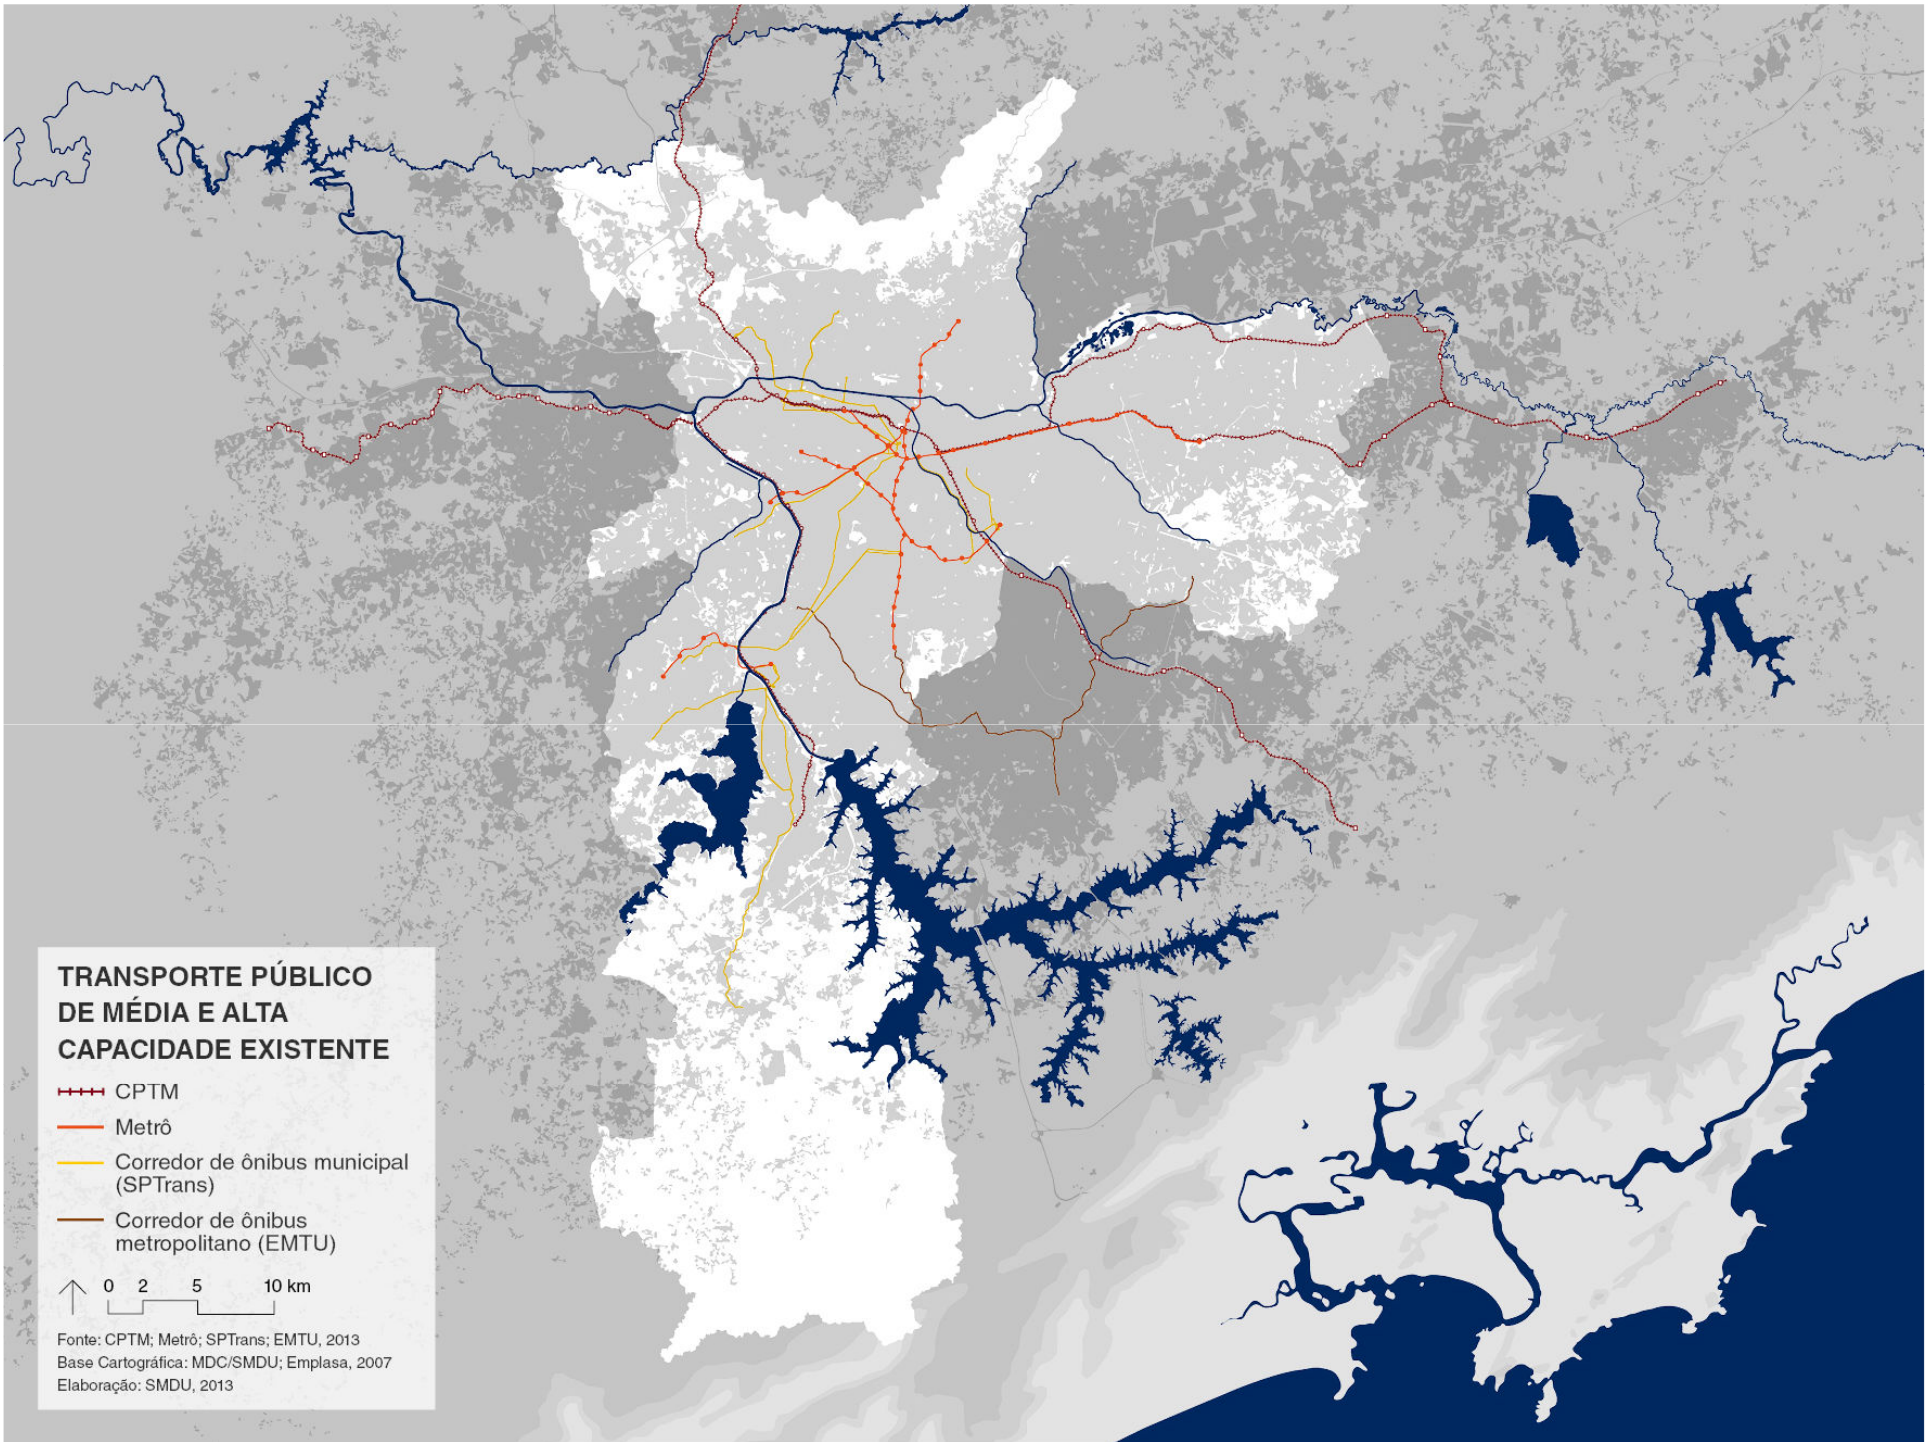 TRANSPORTE PÚBLICO
DE MÉDIA E ALTA
CAPACIDADE EXISTENTE
CPTM
Metrô
Corredor de ônibus municipal
(SPTrans)
Corredor de ônibus
metropolitano (EMTU)
0 2 5 10 km
Fonte: CPTM; Metrô; SPTrans; EMTU, 2013
Base Cartográfica: MDC/SMDU; Emplasa, 2007
Elaboração: SMDU, 2013